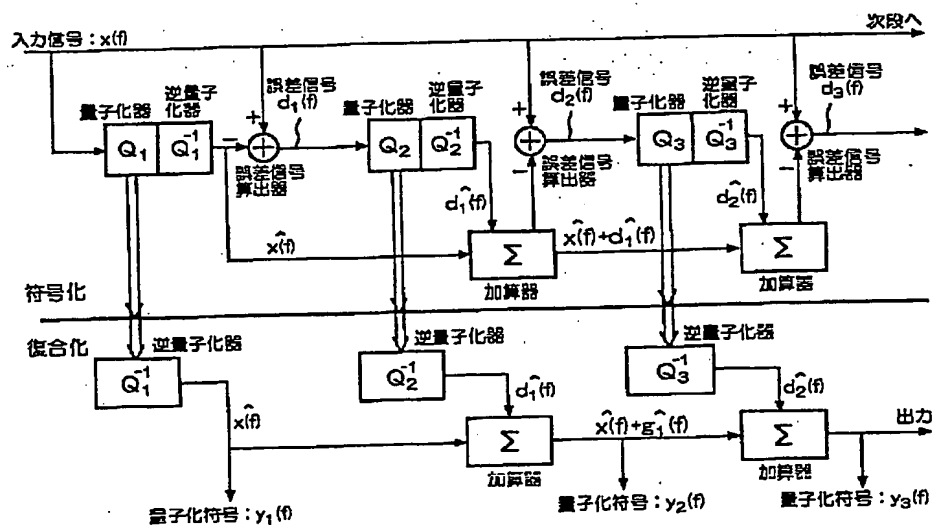 次段へ
入力信号：x(f)
誤差信号
d₁(f)
誤差信号
d₂(f)
誤差信号
d₃(f)
量子化器
逆量子
化器
量子化器
逆量子
化器
量子化器
逆量子
化器
+
+
+
Q₁
Q₁⁻¹
−
Q₂
Q₂⁻¹
−
Q₃
Q₃⁻¹
−
誤差信号
算出器
誤差信号
算出器
誤差信号
算出器
d̂₁(f)
d̂₂(f)
x̂(f)
Σ
x̂(f)+d̂₁(f)
Σ
加算器
加算器
符号化
復合化
逆量子化器
逆量子化器
逆量子化器
Q₁⁻¹
Q₂⁻¹
Q₃⁻¹
x̂(f)
d̂₁(f)
d̂₂(f)
Σ
x̂(f)+ĝ₁(f)
Σ
出力
加算器
加算器
量子化符号：y₁(f)
量子化符号：y₂(f)
量子化符号：y₃(f)